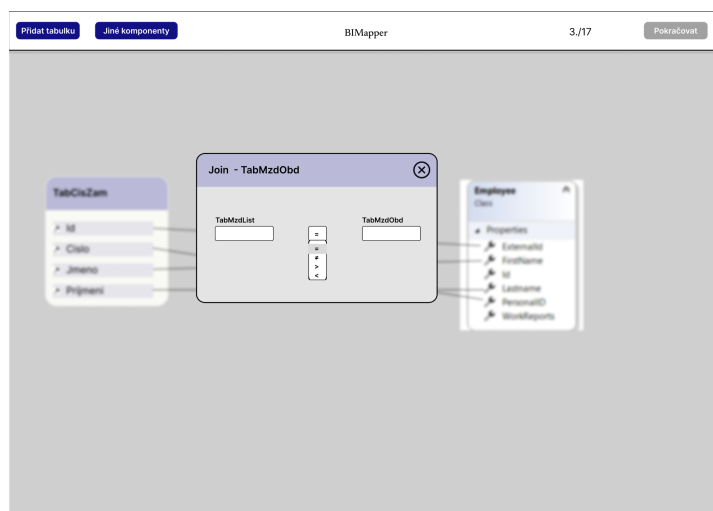 Přidat tabulku
Jiné komponenty
BIMapper
3./17
Pokračovat
Join - TabMzdObd
TabMzdList
TabMzdObd
=
=
≠
>
<
TabCisZam
Id
Cislo
Jmeno
Prijmeni
Employee
Class
Properties
ExternalId
FirstName
Id
Lastname
PersonalID
WorkReports